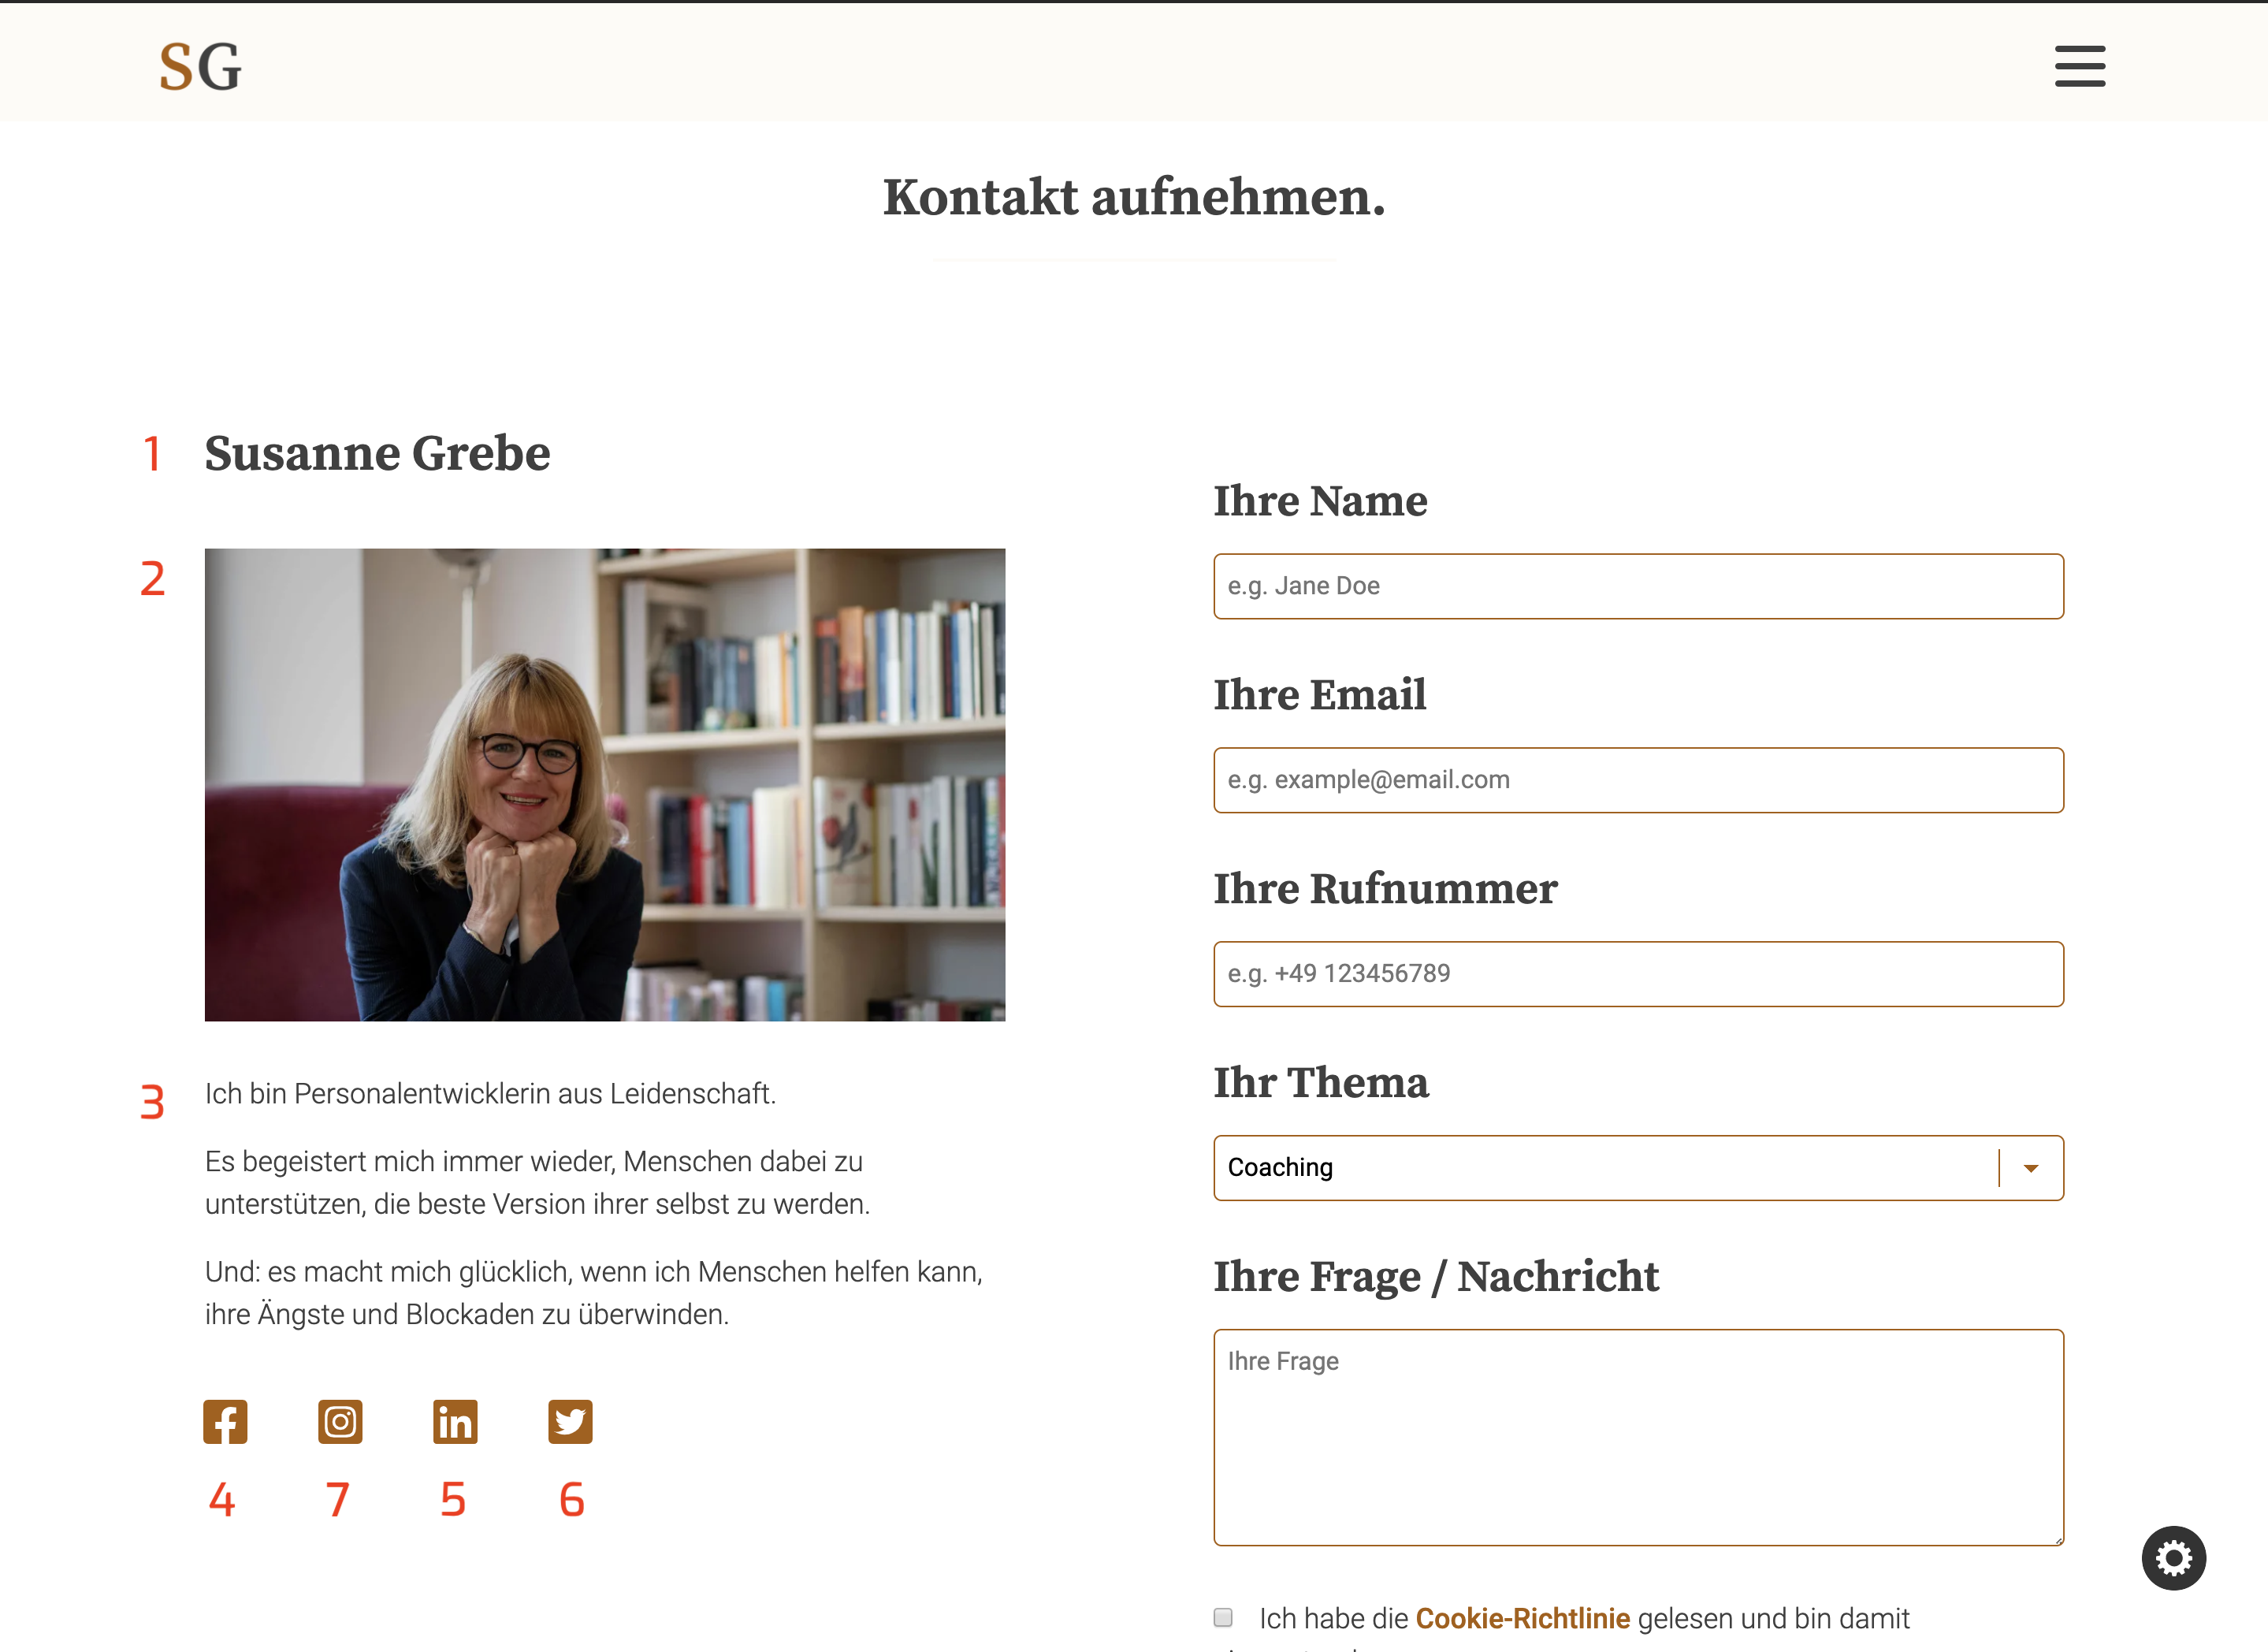 SG
Kontakt aufnehmen.
1 Susanne Grebe
2
3 Ich bin Personalentwicklerin aus Leidenschaft.
Es begeistert mich immer wieder, Menschen dabei zu
unterstützen, die beste Version ihrer selbst zu werden.
Und: es macht mich glücklich, wenn ich Menschen helfen kann,
ihre Ängste und Blockaden zu überwinden.
4 7 5 6
Ihre Name
e.g. Jane Doe
Ihre Email
e.g. example@email.com
Ihre Rufnummer
e.g. +49 123456789
Ihr Thema
Coaching
Ihre Frage / Nachricht
Ihre Frage
Ich habe die Cookie-Richtlinie gelesen und bin damit